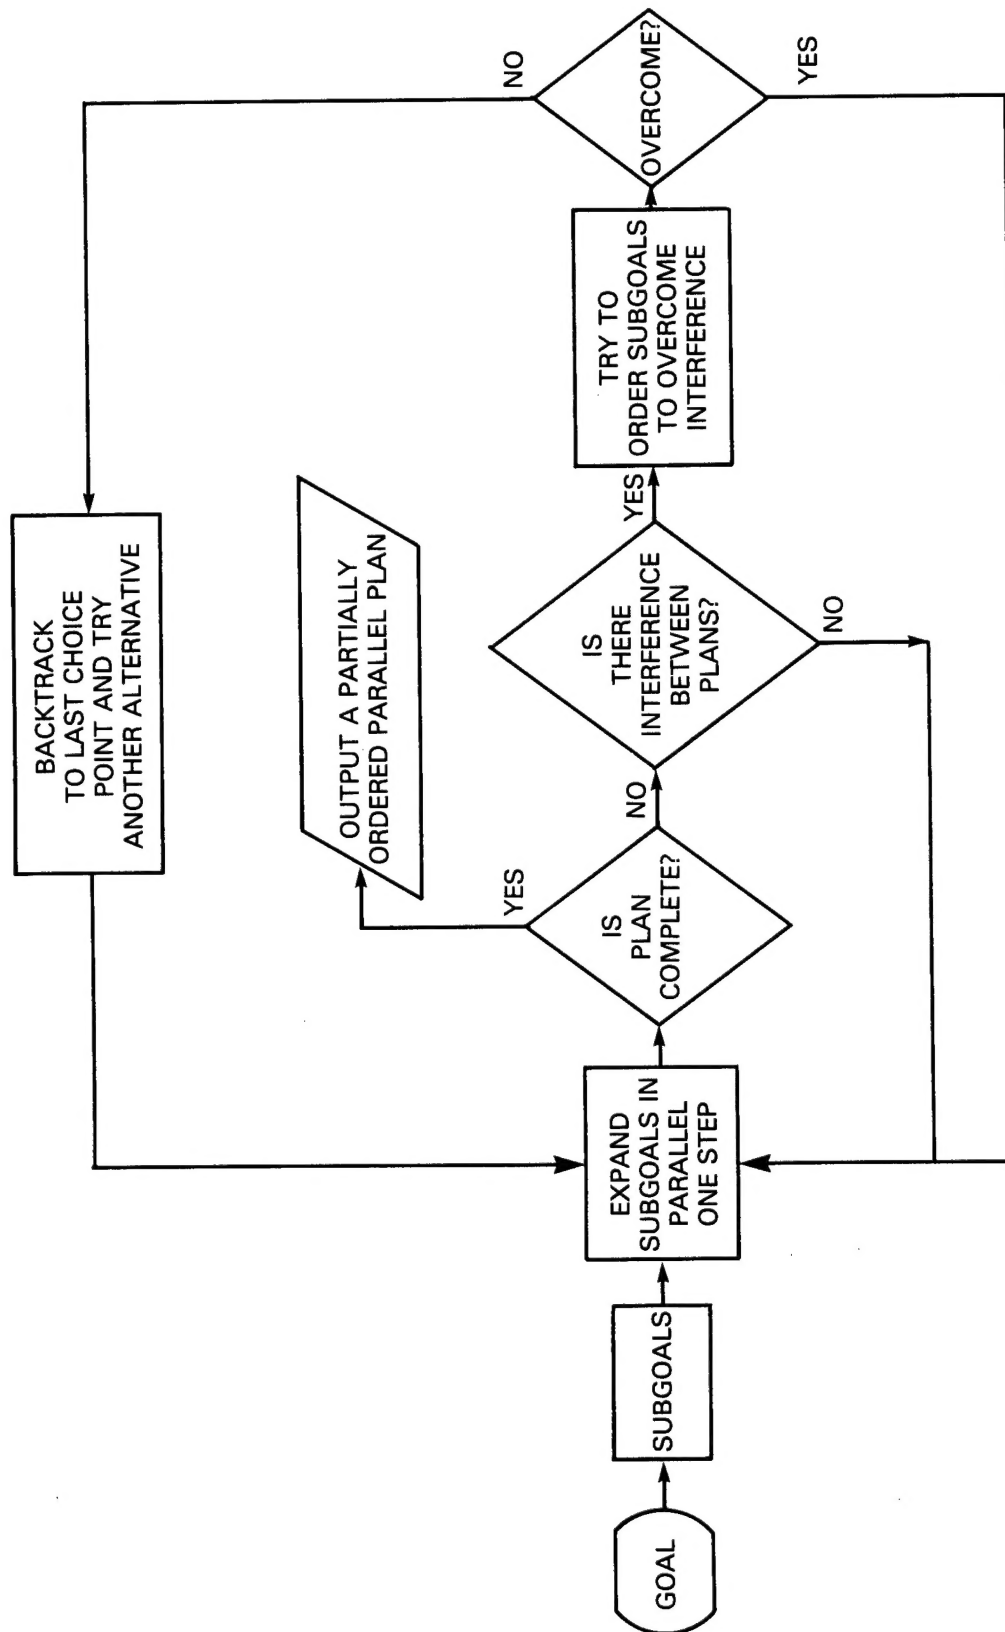 GOAL
SUBGOALS
EXPAND
SUBGOALS IN
PARALLEL
ONE STEP
IS
PLAN
COMPLETE?
YES
NO
OUTPUT A PARTIALLY
ORDERED PARALLEL PLAN
IS
THERE
INTERFERENCE
BETWEEN
PLANS?
YES
NO
TRY TO
ORDER SUBGOALS
TO OVERCOME
INTERFERENCE
OVERCOME?
NO
YES
BACKTRACK
TO LAST CHOICE
POINT AND TRY
ANOTHER ALTERNATIVE